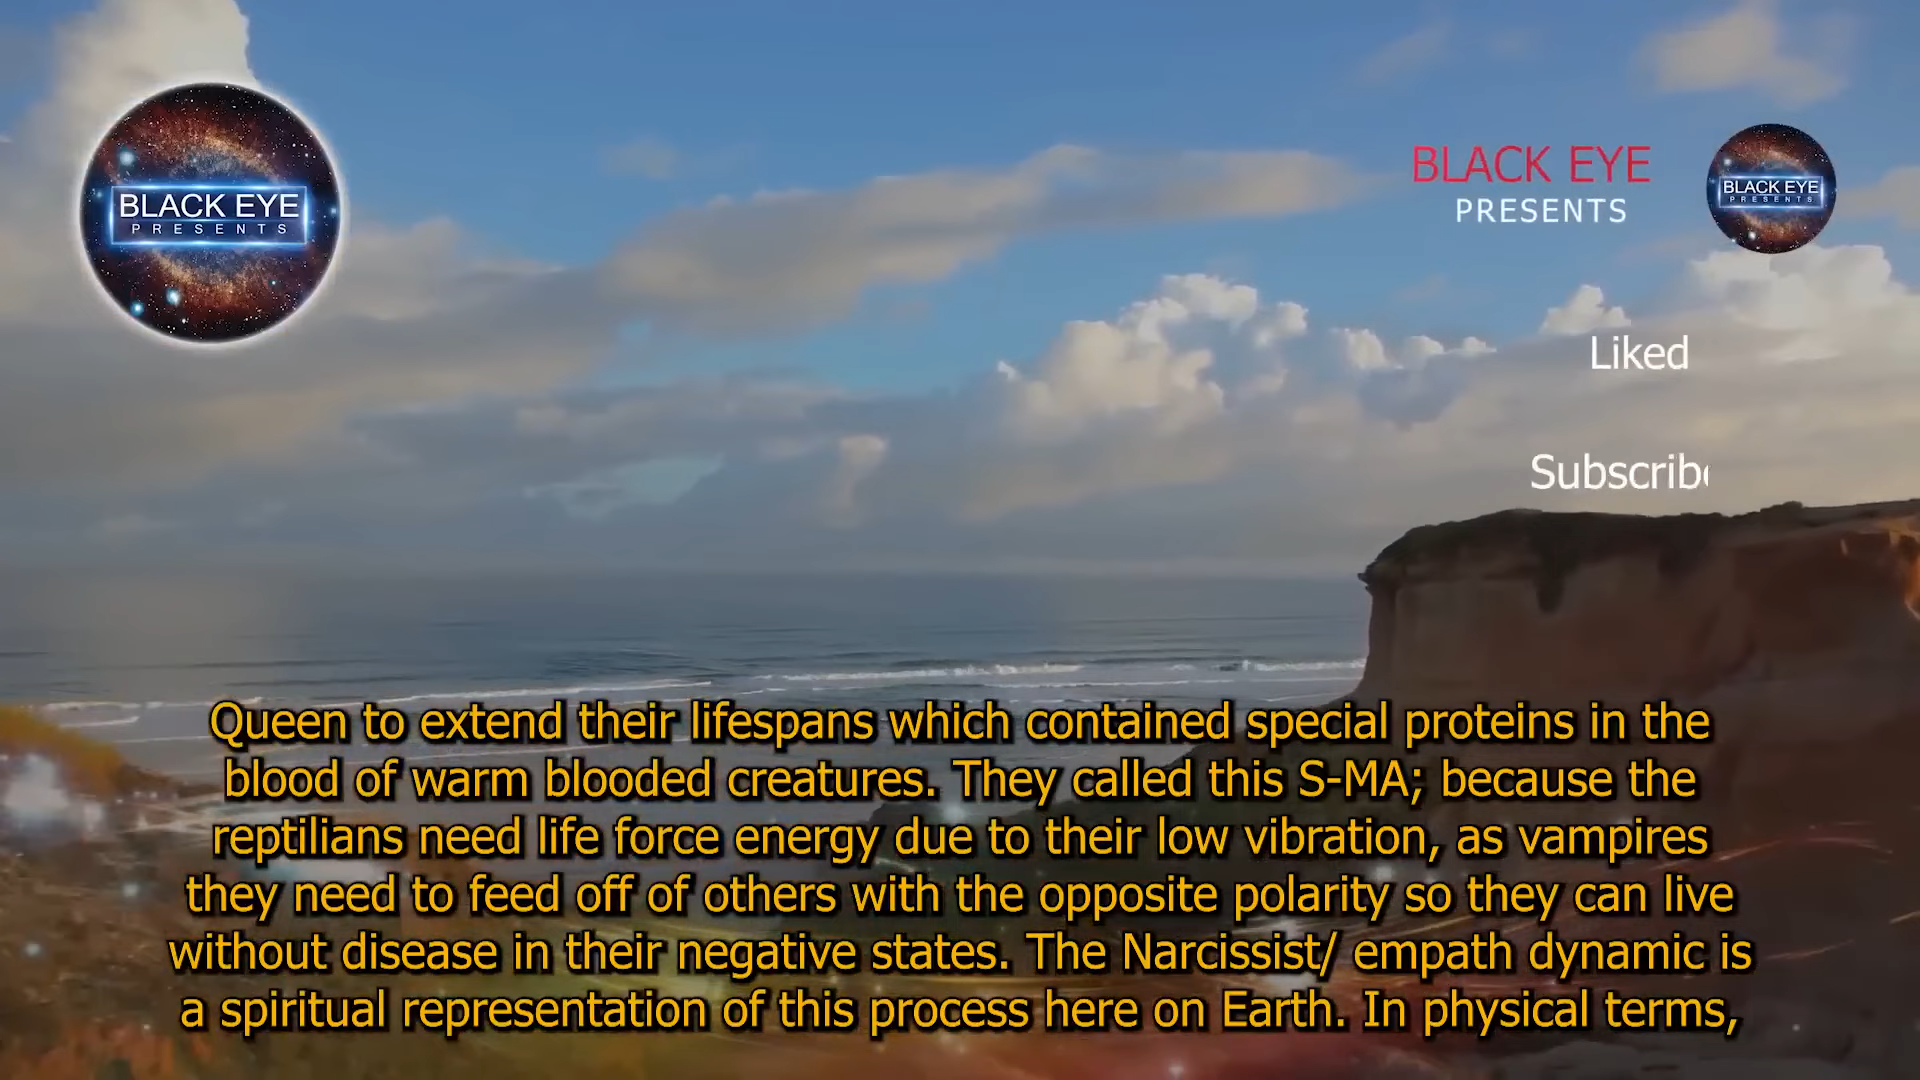 BLACK EYE
PRESENTS
BLACK EYE
PRESENTS
BLACK EYE
PRESENTS
Liked
Subscribe
Queen to extend their lifespans which contained special proteins in the
blood of warm blooded creatures. They called this S-MA; because the
reptilians need life force energy due to their low vibration, as vampires
they need to feed off of others with the opposite polarity so they can live
without disease in their negative states. The Narcissist/ empath dynamic is
a spiritual representation of this process here on Earth. In physical terms,